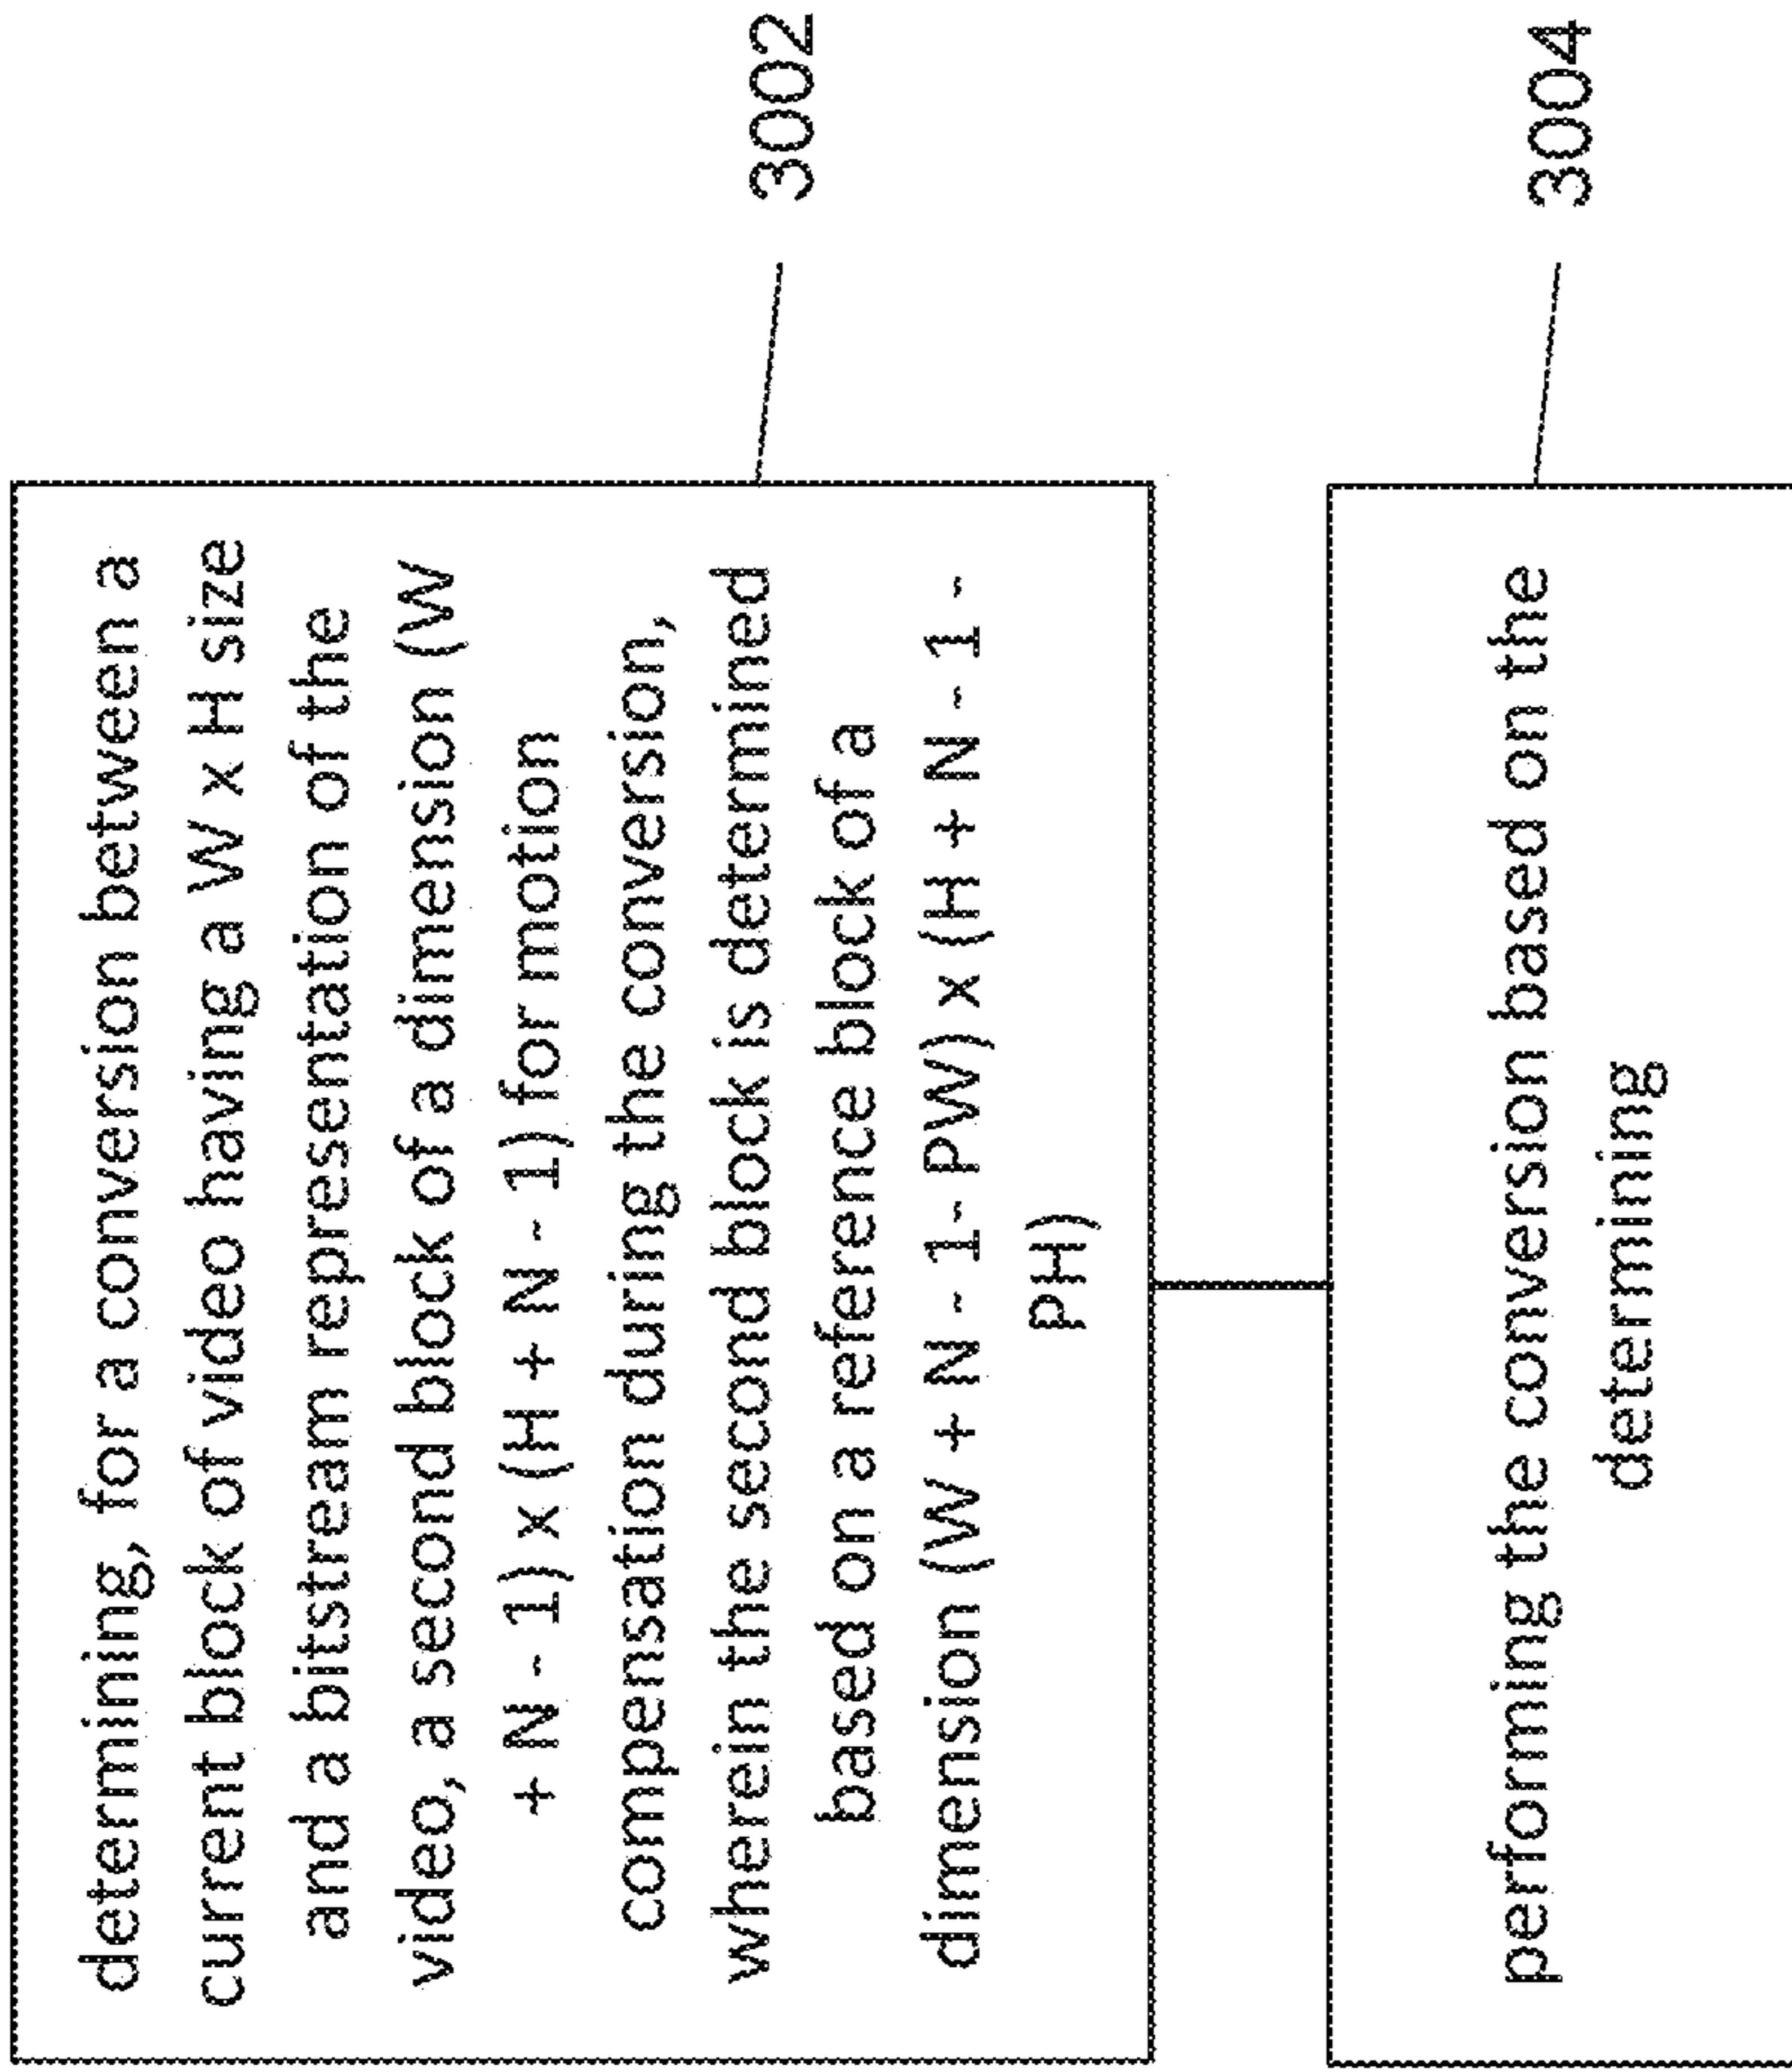 determining, for a conversion between a
current block of video having a W x H size
and a bitstream representation of the
video, a second block of a dimension (W
+ N - 1) x (H + N - 1) for motion
compensation during the conversion,
wherein the second block is determined
based on a reference block of a
dimension (W + N - 1- PW) x (H + N - 1 -
PH)
3002
performing the conversion based on the
determining
3004